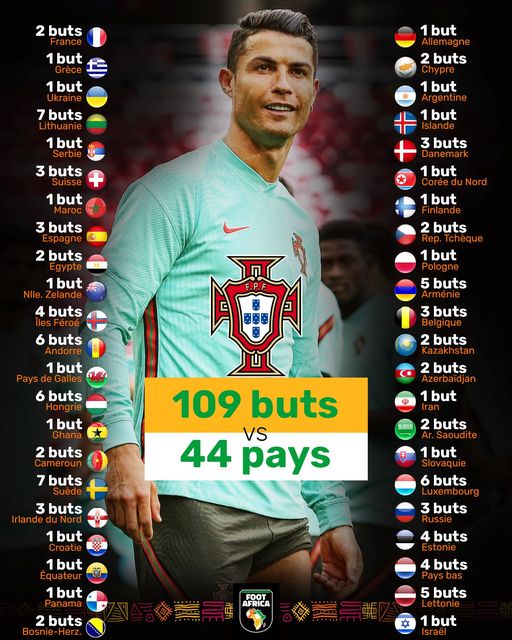 2 buts
France
1 but
Grèce
1 but
Ukraine
7 buts
Lithuanie
1 but
Serbie
3 buts
Suisse
1 but
Maroc
3 buts
Espagne
2 buts
Egypte
1 but
Nlle. Zelande
4 buts
Îles Féroé
6 buts
Andorre
1 but
Pays de Galles
6 buts
Hongrie
1 but
Ghana
2 buts
Cameroun
7 buts
Suède
3 buts
Irlande du Nord
1 but
Croatie
1 but
Équateur
1 but
Panama
2 buts
Bosnie-Herz.
F.P.F.
109 buts
VS
44 pays
FOOT
AFRICA
1 but
Allemagne
2 buts
Chypre
1 but
Argentine
1 but
Islande
3 buts
Danemark
1 but
Corée du Nord
1 but
Finlande
2 buts
Rep. Tchèque
1 but
Pologne
5 buts
Arménie
3 buts
Belgique
2 buts
Kazakhstan
2 buts
Azerbaïdjan
1 but
Iran
2 buts
Ar. Saoudite
1 but
Slovaquie
6 buts
Luxembourg
3 buts
Russie
4 buts
Estonie
4 buts
Pays bas
5 buts
Lettonie
1 but
Israël